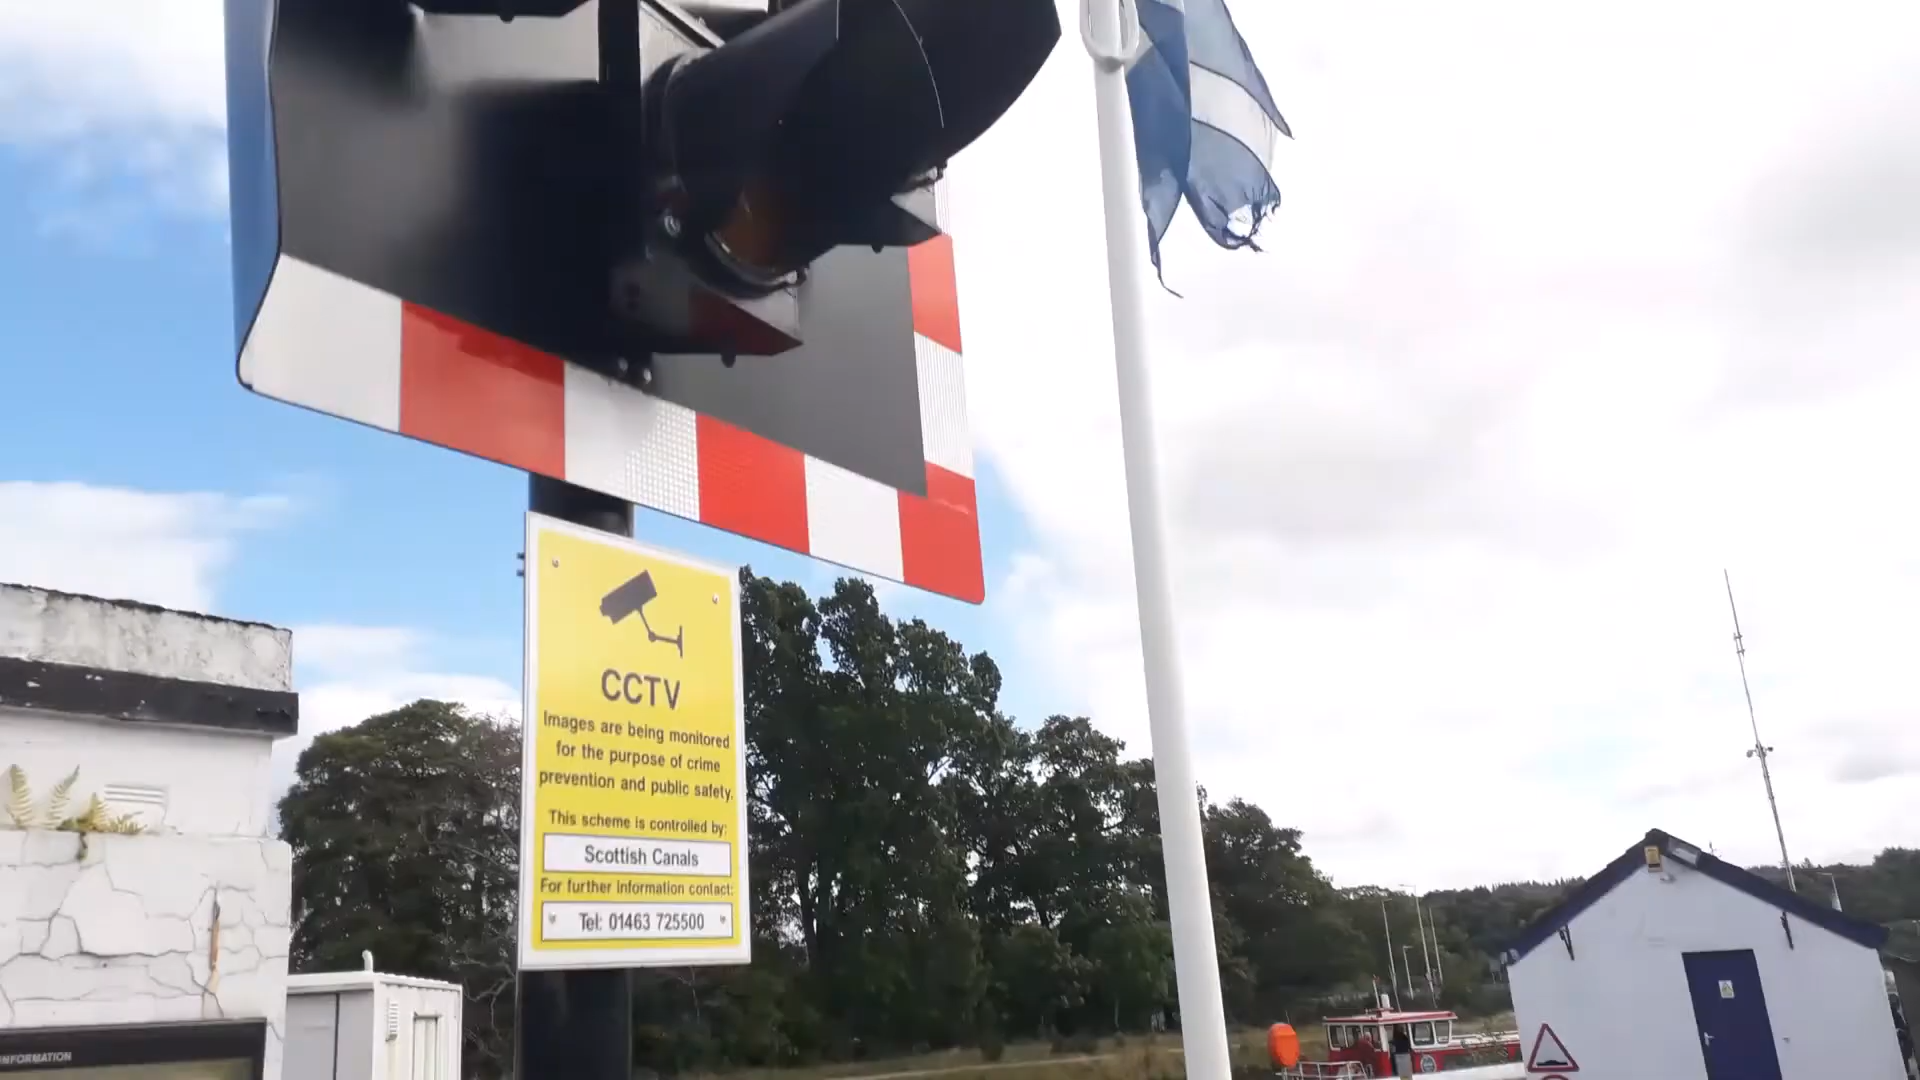 CCTV
Images are being monitored
for the purpose of crime
prevention and public safety.
This scheme is controlled by:
Scottish Canals
For further information contact:
Tel: 01463 725500
INFORMATION